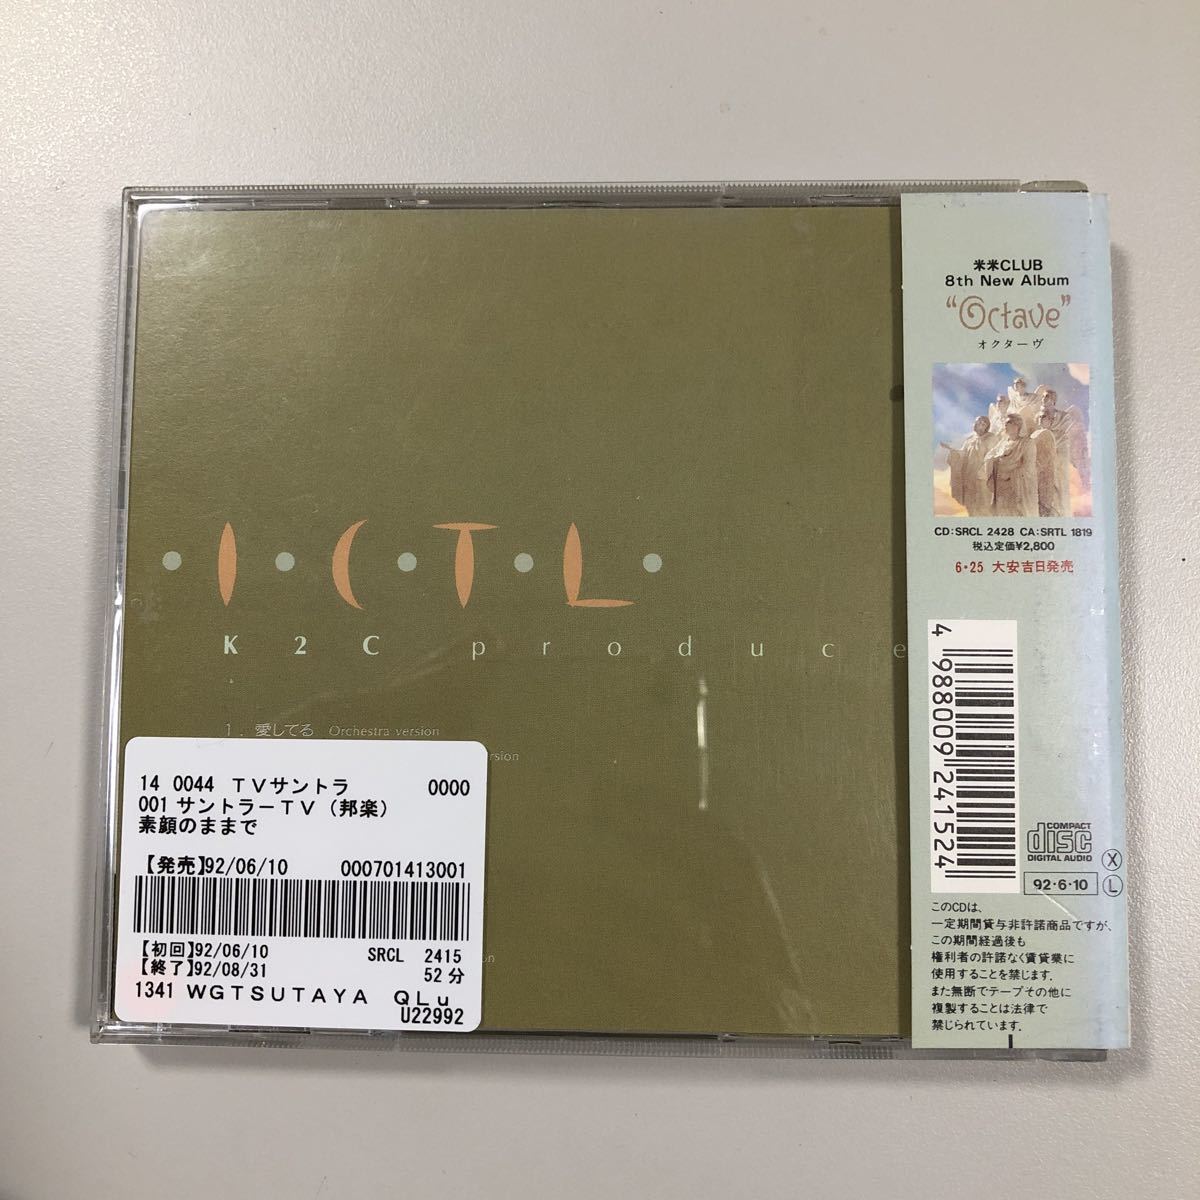 I・C・T・L・
K2C produce
1. 愛してる Orchestra version
14 0044 TVサントラ 0000
001 サントラーTV (邦楽)
素顔のままで
【発売】92/06/10 000701413001
【初回】92/06/10 SRCL 2415
【終了】92/08/31 52分
1341 WGTSUTAYA QLu
U22992
米米CLUB
8th New Album
"Octave"
オクターヴ
CD:SRCL 2428 CA:SRTL 1819
税込定価¥2,800
6・25 大安吉日発売
4 988009 241524
COMPACT
disc
DIGITAL AUDIO
X
92・6・10 L
このCDは、
一定期間貸与非許諾商品ですが、
この期間経過後も
権利者の許諾なく賃貸業に
使用することを禁じます.
また無断でテープその他に
複製することは法律で
禁じられています.